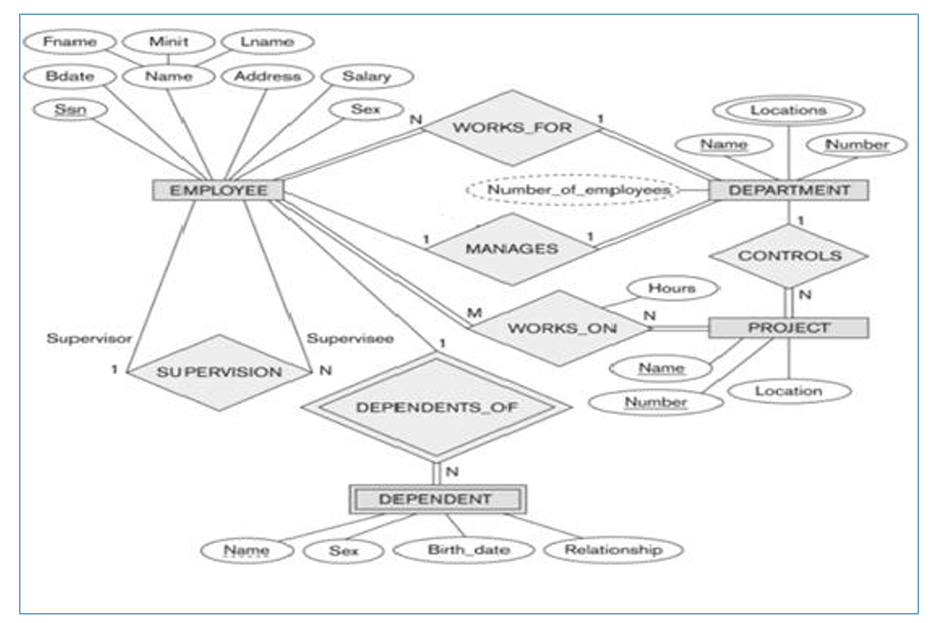 Fname
Minit
Lname
Bdate
Name
Address
Salary
Ssn
Sex
N
WORKS_FOR
1
Locations
Name
Number
EMPLOYEE
Number_of_employees
DEPARTMENT
1
MANAGES
1
1
CONTROLS
N
Hours
M
WORKS_ON
N
PROJECT
Supervisor
Supervisee
1
SUPERVISION
N
Name
Number
Location
1
DEPENDENTS_OF
N
DEPENDENT
Name
Sex
Birth_date
Relationship